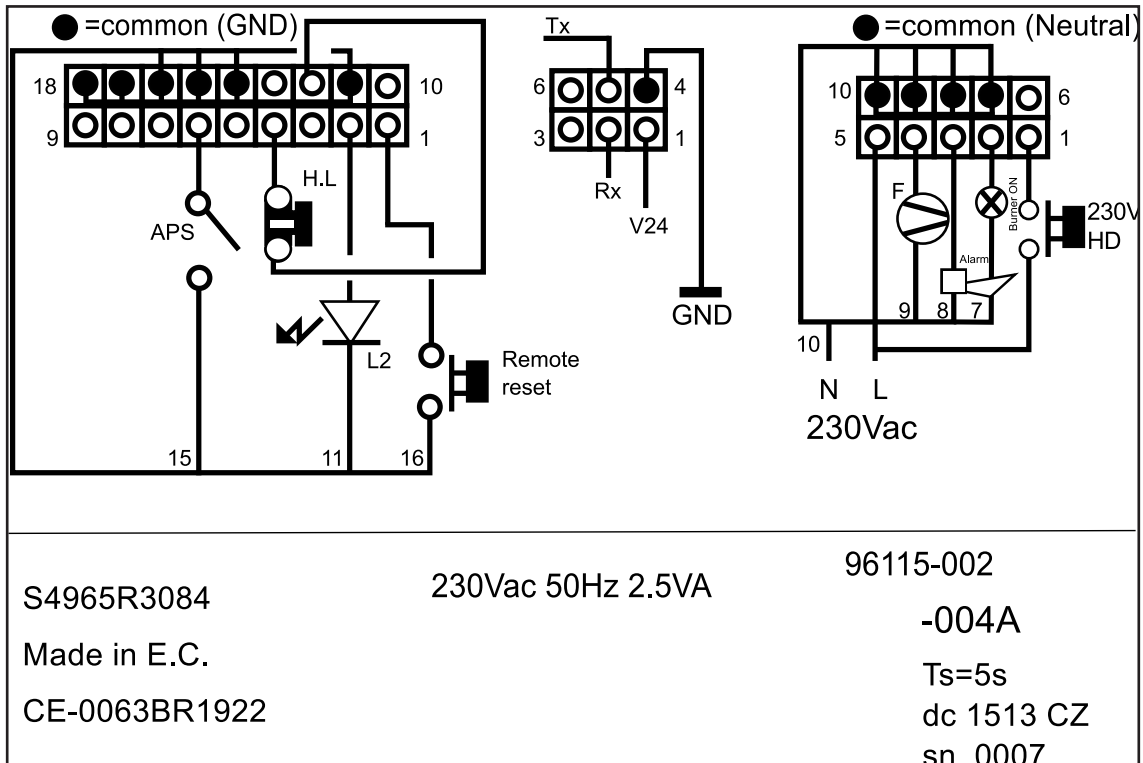 =common (GND)
18
10
9
1
H.L
APS
L2
Remote
reset
15
11
16
Tx
6
4
3
1
Rx
V24
GND
=common (Neutral)
10
6
5
1
F
Burner ON
230V
HD
Alarm
9
8
7
10
N
L
230Vac
S4965R3084
Made in E.C.
CE-0063BR1922
230Vac 50Hz 2.5VA
96115-002
-004A
Ts=5s
dc 1513 CZ
sn 0007